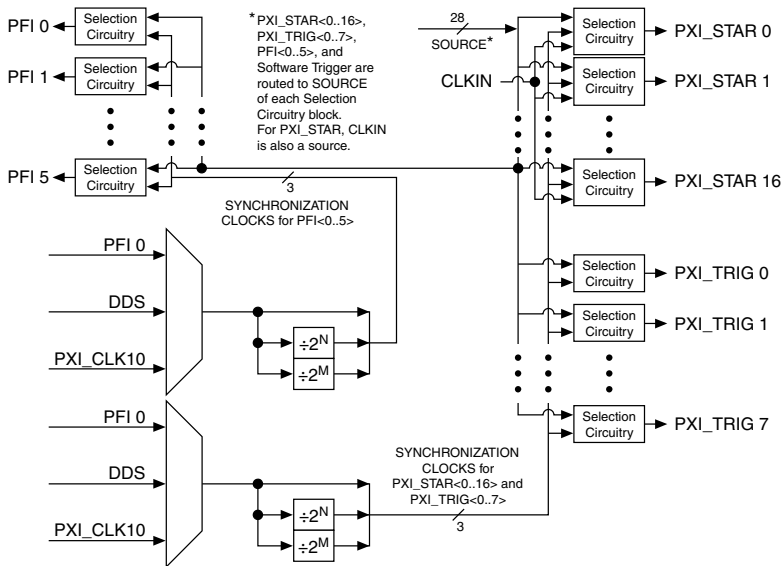 PFI 0
Selection
Circuitry
PFI 1
Selection
Circuitry
PFI 5
Selection
Circuitry
* PXI_STAR<0..16>,
PXI_TRIG<0..7>,
PFI<0..5>, and
Software Trigger are
routed to SOURCE
of each Selection
Circuitry block.
For PXI_STAR, CLKIN
is also a source.
28
SOURCE*
CLKIN
Selection
Circuitry
PXI_STAR 0
Selection
Circuitry
PXI_STAR 1
Selection
Circuitry
PXI_STAR 16
3
SYNCHRONIZATION
CLOCKS for PFI<0..5>
PFI 0
DDS
PXI_CLK10
÷2N
÷2M
Selection
Circuitry
PXI_TRIG 0
Selection
Circuitry
PXI_TRIG 1
Selection
Circuitry
PXI_TRIG 7
PFI 0
DDS
PXI_CLK10
÷2N
÷2M
SYNCHRONIZATION
CLOCKS for
PXI_STAR<0..16> and
PXI_TRIG<0..7>
3